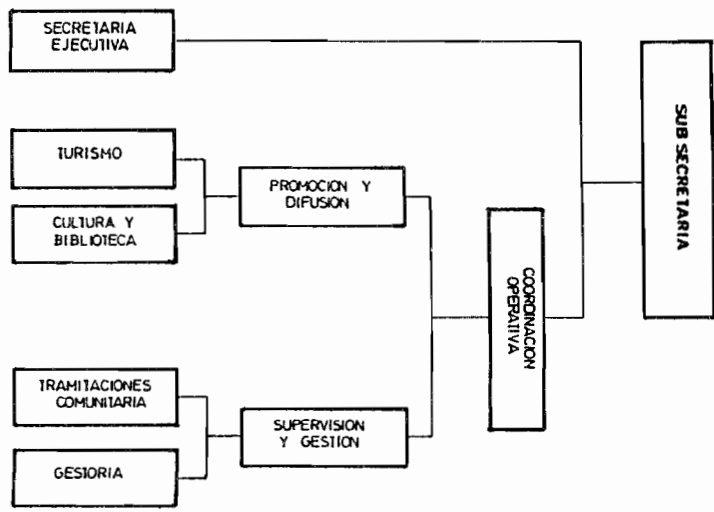 SECRETARIA
EJECUTIVA
TURISMO
CULTURA Y
BIBLIOTECA
PROMOCION Y
DIFUSION
TRAMITACIONES
COMUNITARIA
GESTORIA
SUPERVISION
Y GESTION
COORDINACION
OPERATIVA
SUB SECRETARIA